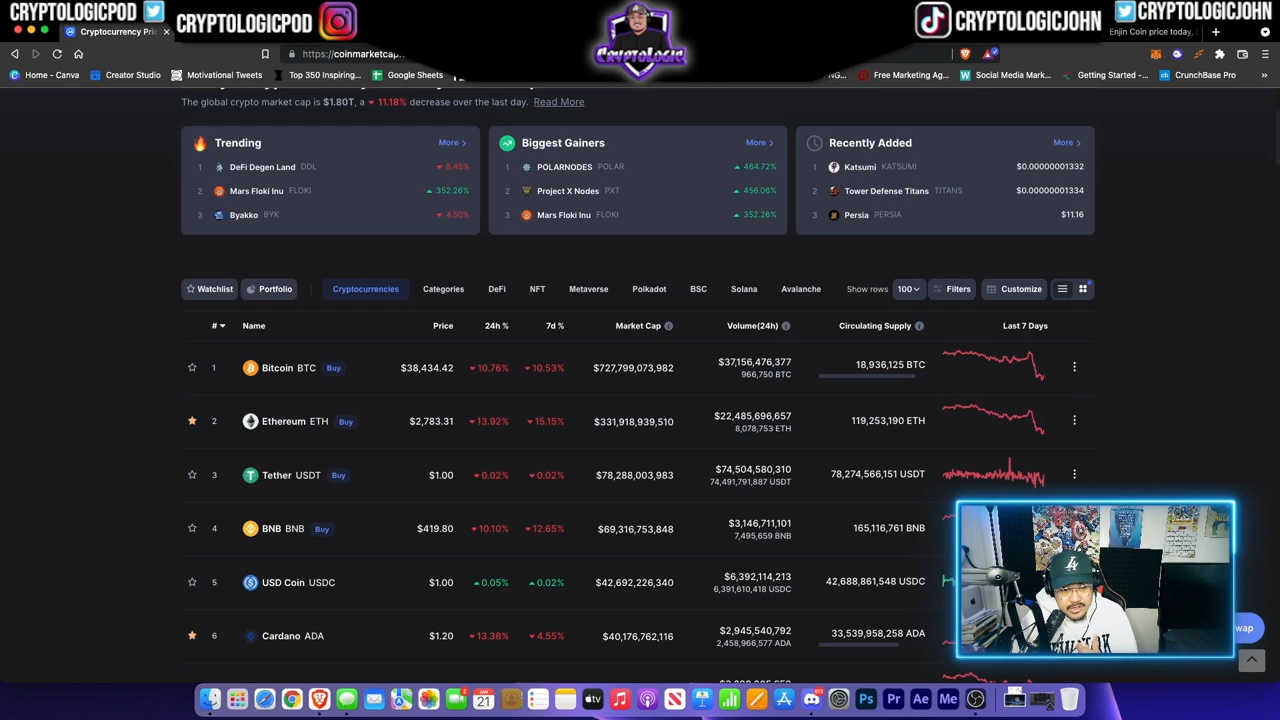 CRYPTOLOGICPOD
CRYPTOLOGICPOD
CRYPTOLOGIC
CRYPTOLOGICJOHN
CRYPTOLOGICJOHN
Cryptocurrency Pri
Enjin Coin price today,
https://coinmarketcap.
Home - Canva
Creator Studio
Motivational Tweets
Top 350 Inspiring...
Google Sheets
Free Marketing Ag...
Social Media Mark...
Getting Started -...
CrunchBase Pro
The global crypto market cap is $1.80T, a 11.18% decrease over the last day. Read More
Trending More
1 DeFi Degen Land DDL 8.45%
2 Mars Floki Inu FLOKI 352.26%
3 Byakko BYK 4.50%
Biggest Gainers More
1 POLARNODES POLAR 464.72%
2 Project X Nodes PXT 456.06%
3 Mars Floki Inu FLOKI 352.26%
Recently Added More
1 Katsumi KATSUMI $0.00000001332
2 Tower Defense Titans TITANS $0.00000001334
3 Persia PERSIA $11.16
Watchlist Portfolio Cryptocurrencies Categories DeFi NFT Metaverse Polkadot BSC Solana Avalanche Show rows 100 Filters Customize
# Name Price 24h % 7d % Market Cap Volume(24h) Circulating Supply Last 7 Days
1 Bitcoin BTC Buy $38,434.42 10.76% 10.53% $727,799,073,982 $37,156,476,377 18,936,125 BTC
966,750 BTC
2 Ethereum ETH Buy $2,783.31 13.92% 15.15% $331,918,939,510 $22,485,696,657 119,253,190 ETH
8,078,753 ETH
3 Tether USDT Buy $1.00 0.02% 0.02% $78,288,003,983 $74,504,580,310 78,274,566,151 USDT
74,491,791,887 USDT
4 BNB BNB Buy $419.80 10.10% 12.65% $69,316,753,848 $3,146,711,101 165,116,761 BNB
7,495,659 BNB
5 USD Coin USDC $1.00 0.05% 0.02% $42,692,226,340 $6,392,114,213 42,688,861,548 USDC
6,391,610,418 USDC
6 Cardano ADA $1.20 13.38% 4.55% $40,176,762,116 $2,945,540,792 33,539,958,258 ADA
2,458,966,577 ADA
wap
LA
JAN
21
tv
Ps
Pr
Ae
Me